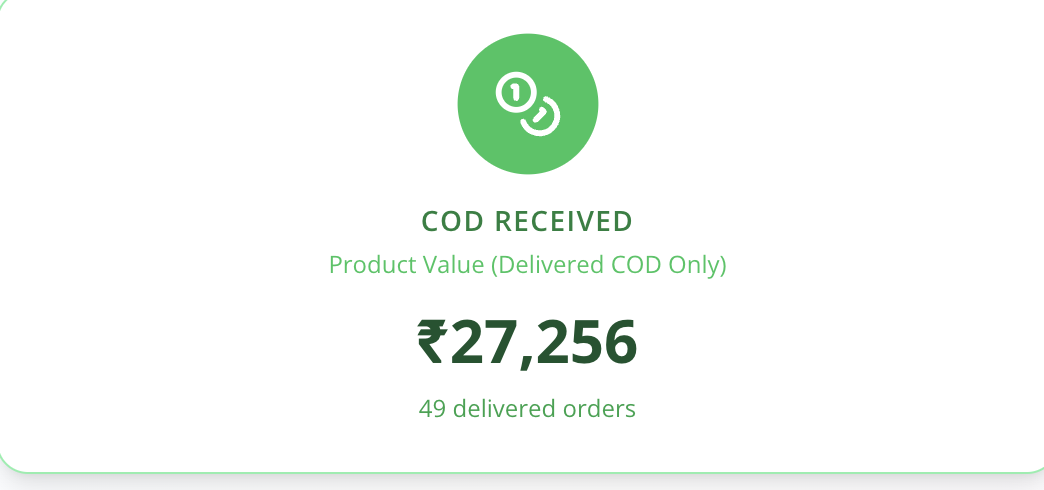 COD RECEIVED
Product Value (Delivered COD Only)
₹27,256
49 delivered orders